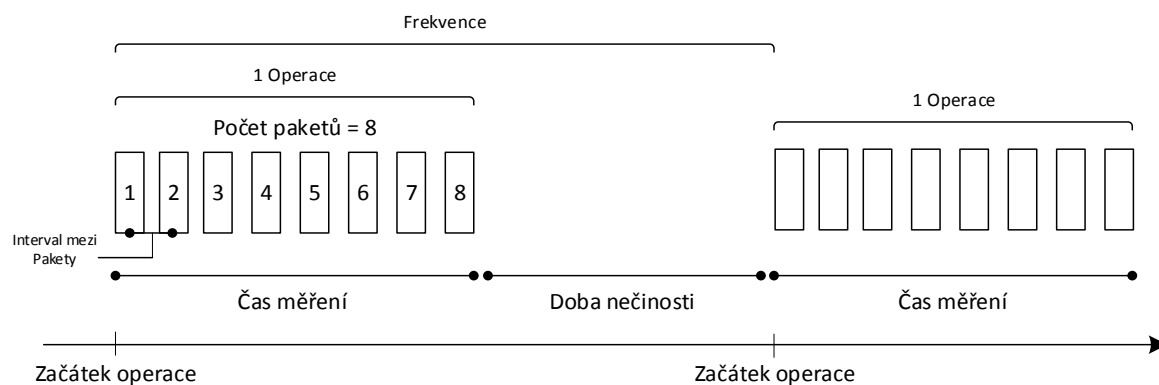 Frekvence
1 Operace
1 Operace
Počet paketů = 8
1 2 3 4 5 6 7 8
Interval mezi
Pakety
Čas měření
Doba nečinosti
Čas měření
Začátek operace
Začátek operace